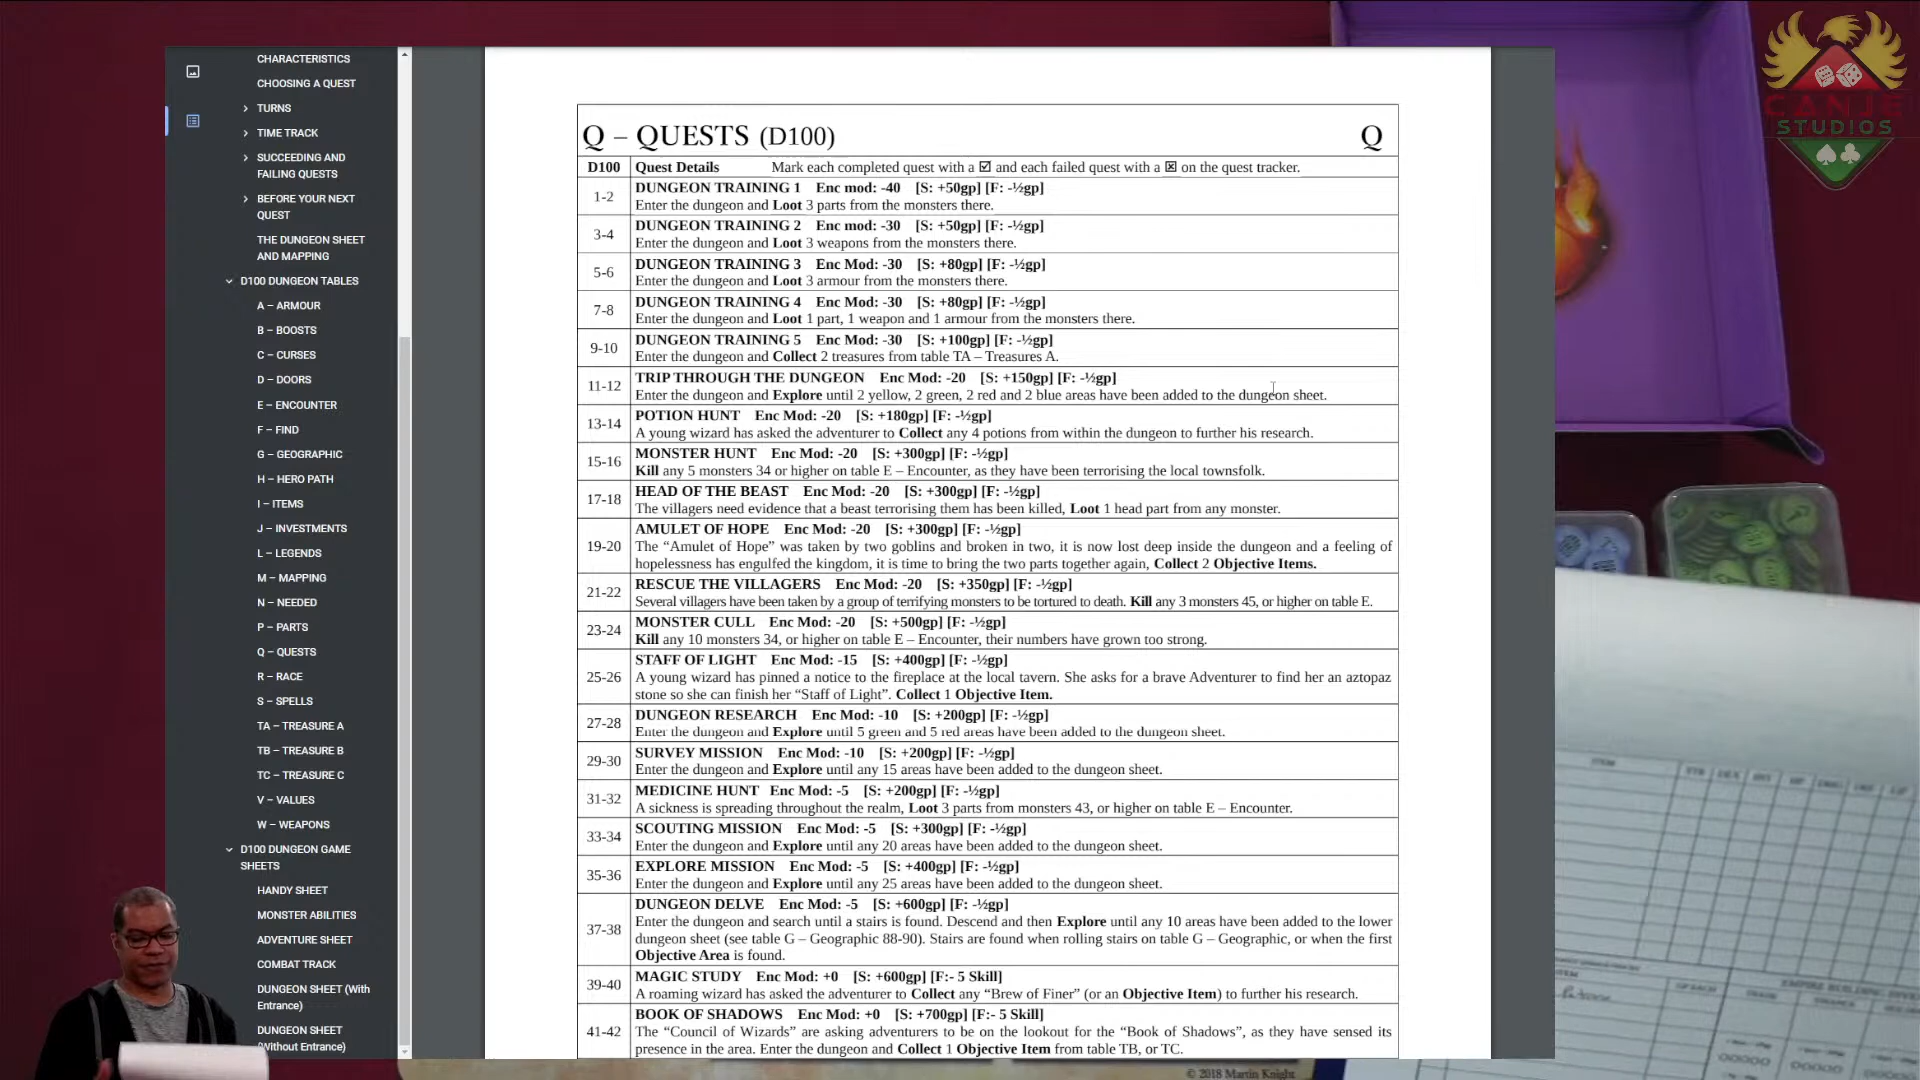 CHARACTERISTICS
CHOOSING A QUEST
TURNS
TIME TRACK
SUCCEEDING AND
FAILING QUESTS
BEFORE YOUR NEXT
QUEST
THE DUNGEON SHEET
AND MAPPING
D100 DUNGEON TABLES
A – ARMOUR
B – BOOSTS
C – CURSES
D – DOORS
E – ENCOUNTER
F – FIND
G – GEOGRAPHIC
H – HERO PATH
I – ITEMS
J – INVESTMENTS
L – LEGENDS
M – MAPPING
N – NEEDED
P – PARTS
Q – QUESTS
R – RACE
S – SPELLS
TA – TREASURE A
TB – TREASURE B
TC – TREASURE C
V – VALUES
W – WEAPONS
D100 DUNGEON GAME
SHEETS
HANDY SHEET
MONSTER ABILITIES
ADVENTURE SHEET
COMBAT TRACK
DUNGEON SHEET (With
Entrance)
DUNGEON SHEET
(Without Entrance)
Q – QUESTS (D100) Q
D100 Quest Details Mark each completed quest with a ☑ and each failed quest with a ☒ on the quest tracker.
1-2 DUNGEON TRAINING 1 Enc mod: -40 [S: +50gp] [F: -½gp]
Enter the dungeon and Loot 3 parts from the monsters there.
3-4 DUNGEON TRAINING 2 Enc mod: -30 [S: +50gp] [F: -½gp]
Enter the dungeon and Loot 3 weapons from the monsters there.
5-6 DUNGEON TRAINING 3 Enc Mod: -30 [S: +80gp] [F: -½gp]
Enter the dungeon and Loot 3 armour from the monsters there.
7-8 DUNGEON TRAINING 4 Enc Mod: -30 [S: +80gp] [F: -½gp]
Enter the dungeon and Loot 1 part, 1 weapon and 1 armour from the monsters there.
9-10 DUNGEON TRAINING 5 Enc Mod: -30 [S: +100gp] [F: -½gp]
Enter the dungeon and Collect 2 treasures from table TA – Treasures A.
11-12 TRIP THROUGH THE DUNGEON Enc Mod: -20 [S: +150gp] [F: -½gp]
Enter the dungeon and Explore until 2 yellow, 2 green, 2 red and 2 blue areas have been added to the dungeon sheet.
13-14 POTION HUNT Enc Mod: -20 [S: +180gp] [F: -½gp]
A young wizard has asked the adventurer to Collect any 4 potions from within the dungeon to further his research.
15-16 MONSTER HUNT Enc Mod: -20 [S: +300gp] [F: -½gp]
Kill any 5 monsters 34 or higher on table E – Encounter, as they have been terrorising the local townsfolk.
17-18 HEAD OF THE BEAST Enc Mod: -20 [S: +300gp] [F: -½gp]
The villagers need evidence that a beast terrorising them has been killed, Loot 1 head part from any monster.
19-20 AMULET OF HOPE Enc Mod: -20 [S: +300gp] [F: -½gp]
The “Amulet of Hope” was taken by two goblins and broken in two, it is now lost deep inside the dungeon and a feeling of
hopelessness has engulfed the kingdom, it is time to bring the two parts together again, Collect 2 Objective Items.
21-22 RESCUE THE VILLAGERS Enc Mod: -20 [S: +350gp] [F: -½gp]
Several villagers have been taken by a group of terrifying monsters to be tortured to death. Kill any 3 monsters 45, or higher on table E.
23-24 MONSTER CULL Enc Mod: -20 [S: +500gp] [F: -½gp]
Kill any 10 monsters 34, or higher on table E – Encounter, their numbers have grown too strong.
25-26 STAFF OF LIGHT Enc Mod: -15 [S: +400gp] [F: -½gp]
A young wizard has pinned a notice to the fireplace at the local tavern. She asks for a brave Adventurer to find her an aztopaz
stone so she can finish her “Staff of Light”. Collect 1 Objective Item.
27-28 DUNGEON RESEARCH Enc Mod: -10 [S: +200gp] [F: -½gp]
Enter the dungeon and Explore until 5 green and 5 red areas have been added to the dungeon sheet.
29-30 SURVEY MISSION Enc Mod: -10 [S: +200gp] [F: -½gp]
Enter the dungeon and Explore until any 15 areas have been added to the dungeon sheet.
31-32 MEDICINE HUNT Enc Mod: -5 [S: +200gp] [F: -½gp]
A sickness is spreading throughout the realm, Loot 3 parts from monsters 43, or higher on table E – Encounter.
33-34 SCOUTING MISSION Enc Mod: -5 [S: +300gp] [F: -½gp]
Enter the dungeon and Explore until any 20 areas have been added to the dungeon sheet.
35-36 EXPLORE MISSION Enc Mod: -5 [S: +400gp] [F: -½gp]
Enter the dungeon and Explore until any 25 areas have been added to the dungeon sheet.
37-38 DUNGEON DELVE Enc Mod: -5 [S: +600gp] [F: -½gp]
Enter the dungeon and search until a stairs is found. Descend and then Explore until any 10 areas have been added to the lower
dungeon sheet (see table G – Geographic 88-90). Stairs are found when rolling stairs on table G – Geographic, or when the first
Objective Area is found.
39-40 MAGIC STUDY Enc Mod: +0 [S: +600gp] [F:- 5 Skill]
A roaming wizard has asked the adventurer to Collect any “Brew of Finer” (or an Objective Item) to further his research.
41-42 BOOK OF SHADOWS Enc Mod: +0 [S: +700gp] [F:- 5 Skill]
The “Council of Wizards” are asking adventurers to be on the lookout for the “Book of Shadows”, as they have sensed its
presence in the area. Enter the dungeon and Collect 1 Objective Item from table TB, or TC.
© 2018 Martin Knight
CANJE
STUDIOS
ITEM